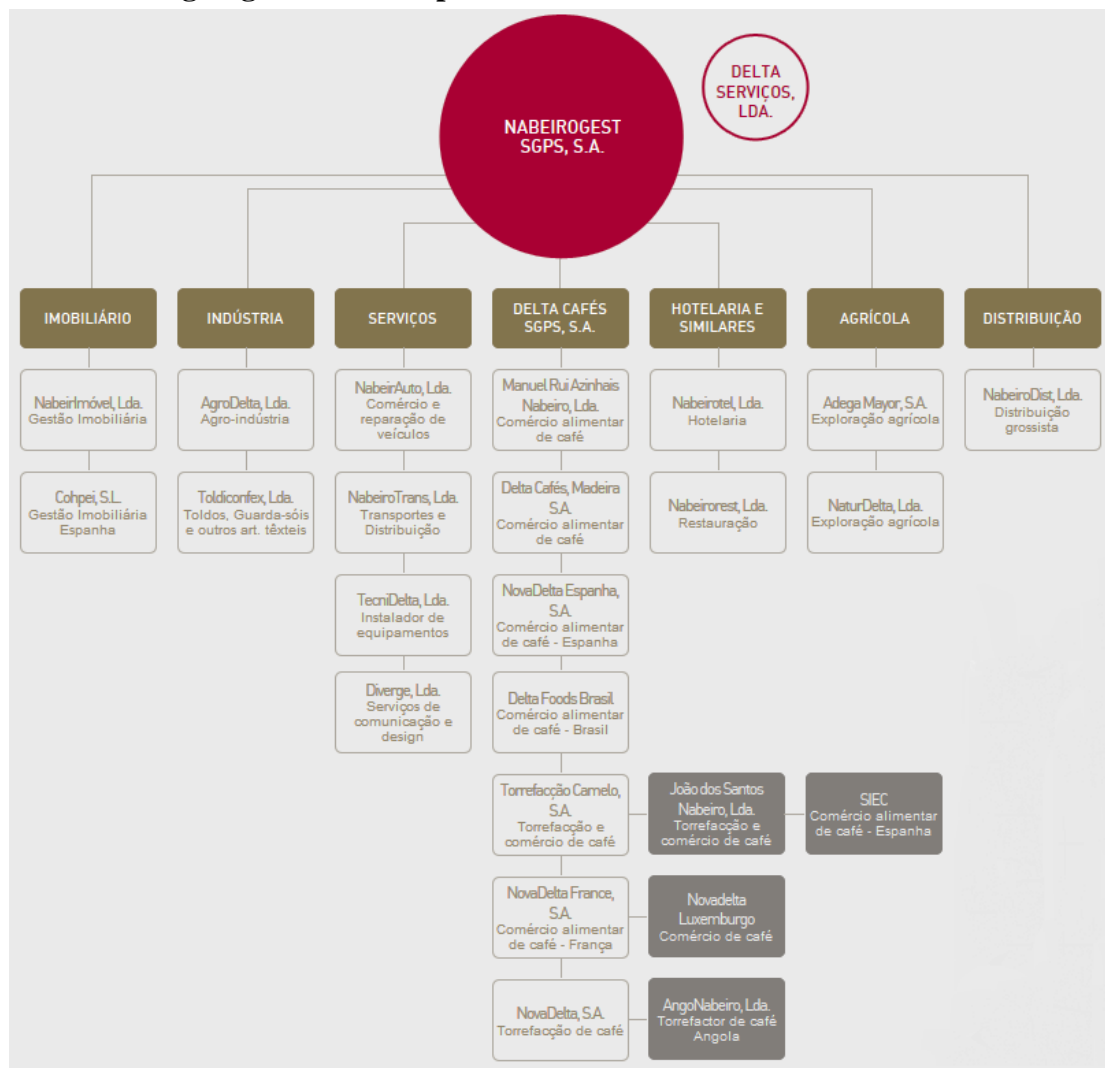 DELTA
SERVIÇOS,
LDA.
NABEIROGEST
SGPS, S.A.
IMOBILIÁRIO
INDÚSTRIA
SERVIÇOS
DELTA CAFÉS
SGPS, S.A.
HOTELARIA E
SIMILARES
AGRÍCOLA
DISTRIBUIÇÃO
NabeirImóvel, Lda.
Gestão Imobiliária
AgroDelta, Lda.
Agro-indústria
NabeirAuto, Lda.
Comércio e
reparação de
veículos
Manuel Rui Azinhais
Nabeiro, Lda.
Comércio alimentar
de café
Nabeirotel, Lda.
Hotelaria
Adega Mayor, S.A.
Exploração agrícola
NabeiroDist, Lda.
Distribuição
grossista
Cohpei, S.L.
Gestão Imobiliária
Espanha
Toldiconfex, Lda.
Toldos, Guarda-sóis
e outros art. têxteis
NabeiroTrans, Lda.
Transportes e
Distribuição
Delta Cafés, Madeira
S.A.
Comércio alimentar
de café
Nabeirorest, Lda.
Restauração
NaturDelta, Lda.
Exploração agrícola
TecniDelta, Lda.
Instalador de
equipamentos
NovaDelta Espanha,
S.A.
Comércio alimentar
de café - Espanha
Diverge, Lda.
Serviços de
comunicação e
design
Delta Foods Brasil
Comércio alimentar
de café - Brasil
Torrefacção Camelo,
S.A.
Torrefacção e
comércio de café
João dos Santos
Nabeiro, Lda.
Torrefacção e
comércio de café
SIEC
Comércio alimentar
de café - Espanha
NovaDelta France,
S.A.
Comércio alimentar
de café - França
Novadelta
Luxemburgo
Comércio de café
NovaDelta, S.A.
Torrefacção de café
AngoNabeiro, Lda.
Torrefactor de café
Angola